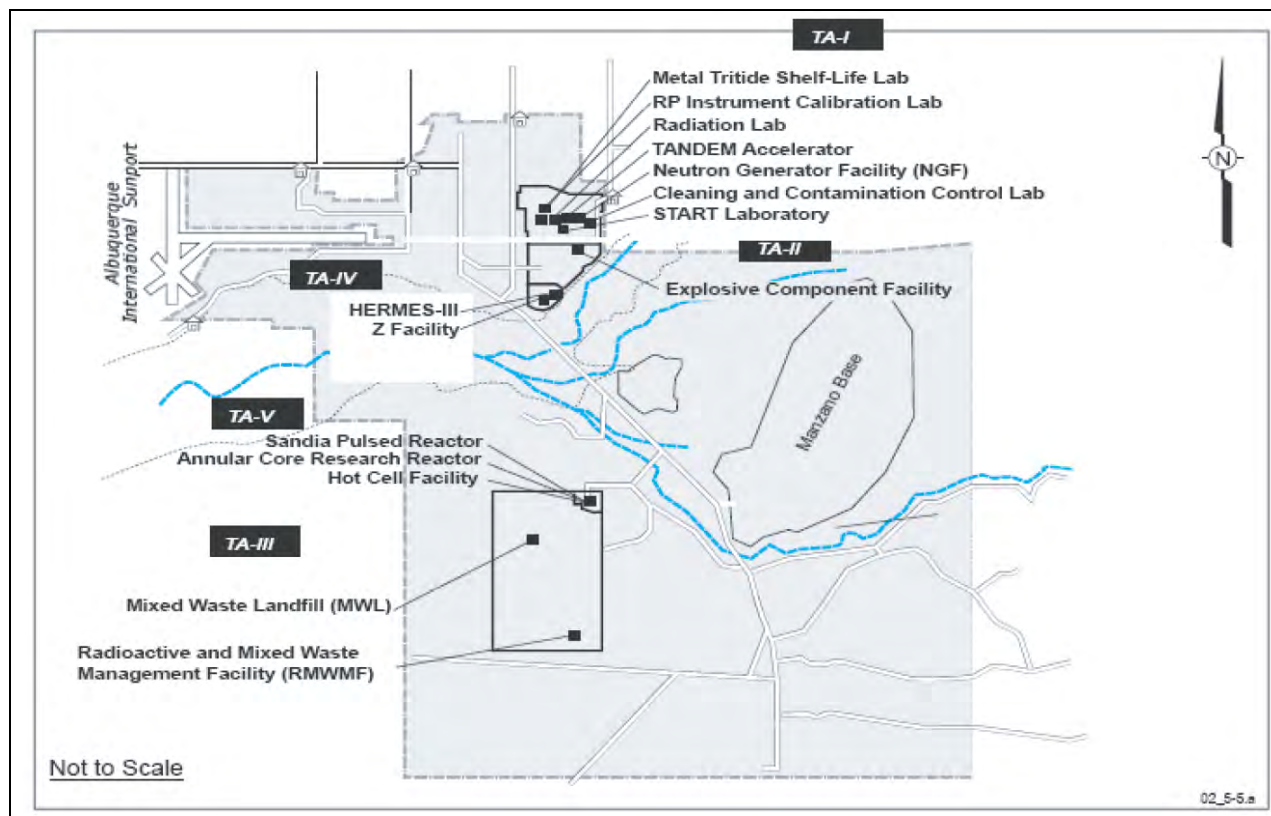 TA-I
Metal Tritide Shelf-Life Lab
RP Instrument Calibration Lab
Radiation Lab
TANDEM Accelerator
Neutron Generator Facility (NGF)
Cleaning and Contamination Control Lab
START Laboratory
N
Albuquerque
International Sunport
TA-II
TA-IV
Explosive Component Facility
HERMES-III
Z Facility
Manzano Base
TA-V
Sandia Pulsed Reactor
Annular Core Research Reactor
Hot Cell Facility
TA-III
Mixed Waste Landfill (MWL)
Radioactive and Mixed Waste
Management Facility (RMWMF)
Not to Scale
02_5-5.a